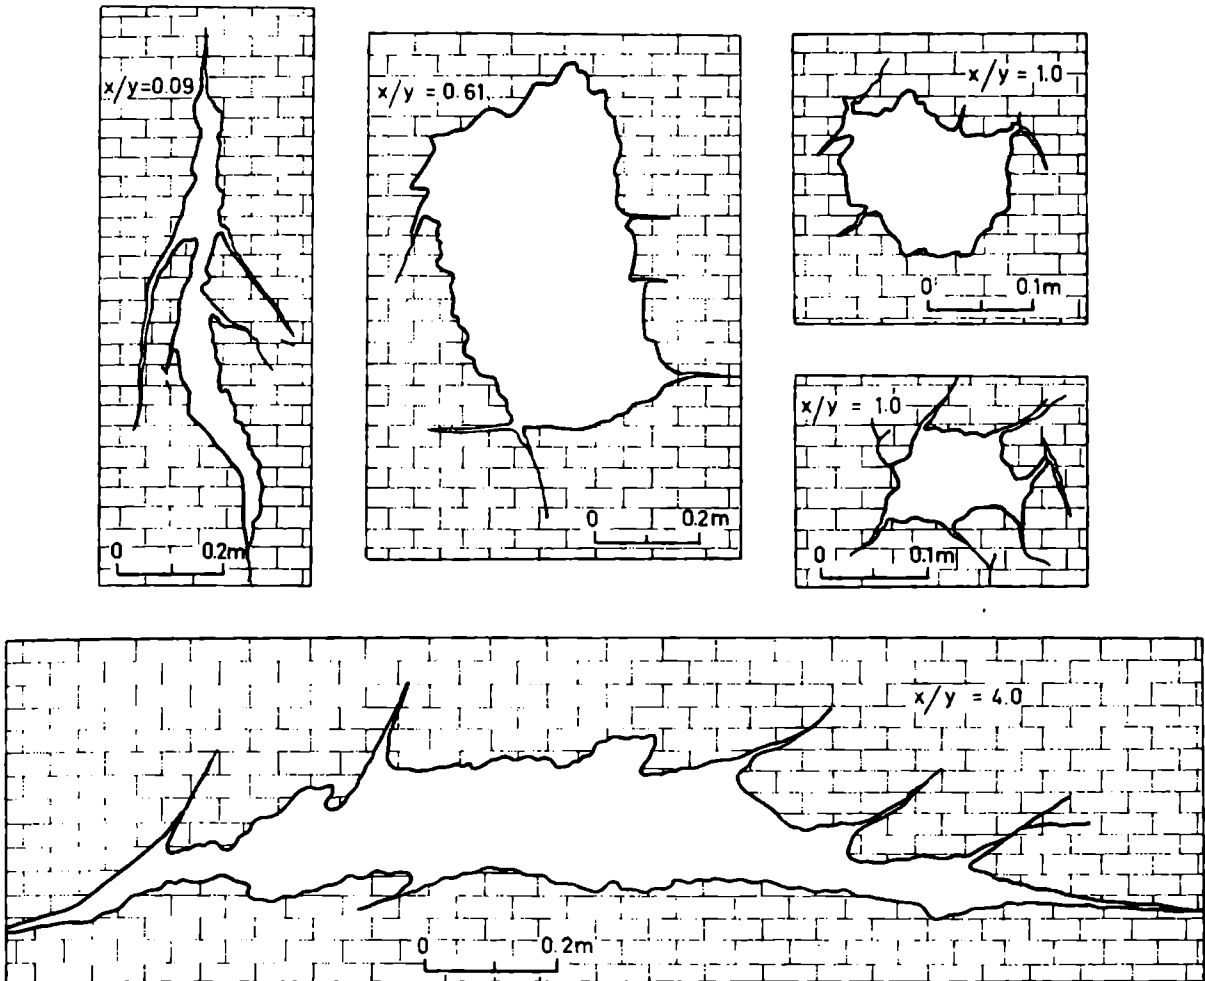 x/y=0.09
0 0.2m
x/y = 0.61
0 0.2m
x/y = 1.0
0 0.1m
x/y = 1.0
0 0.1m
x/y = 4.0
0 0.2m